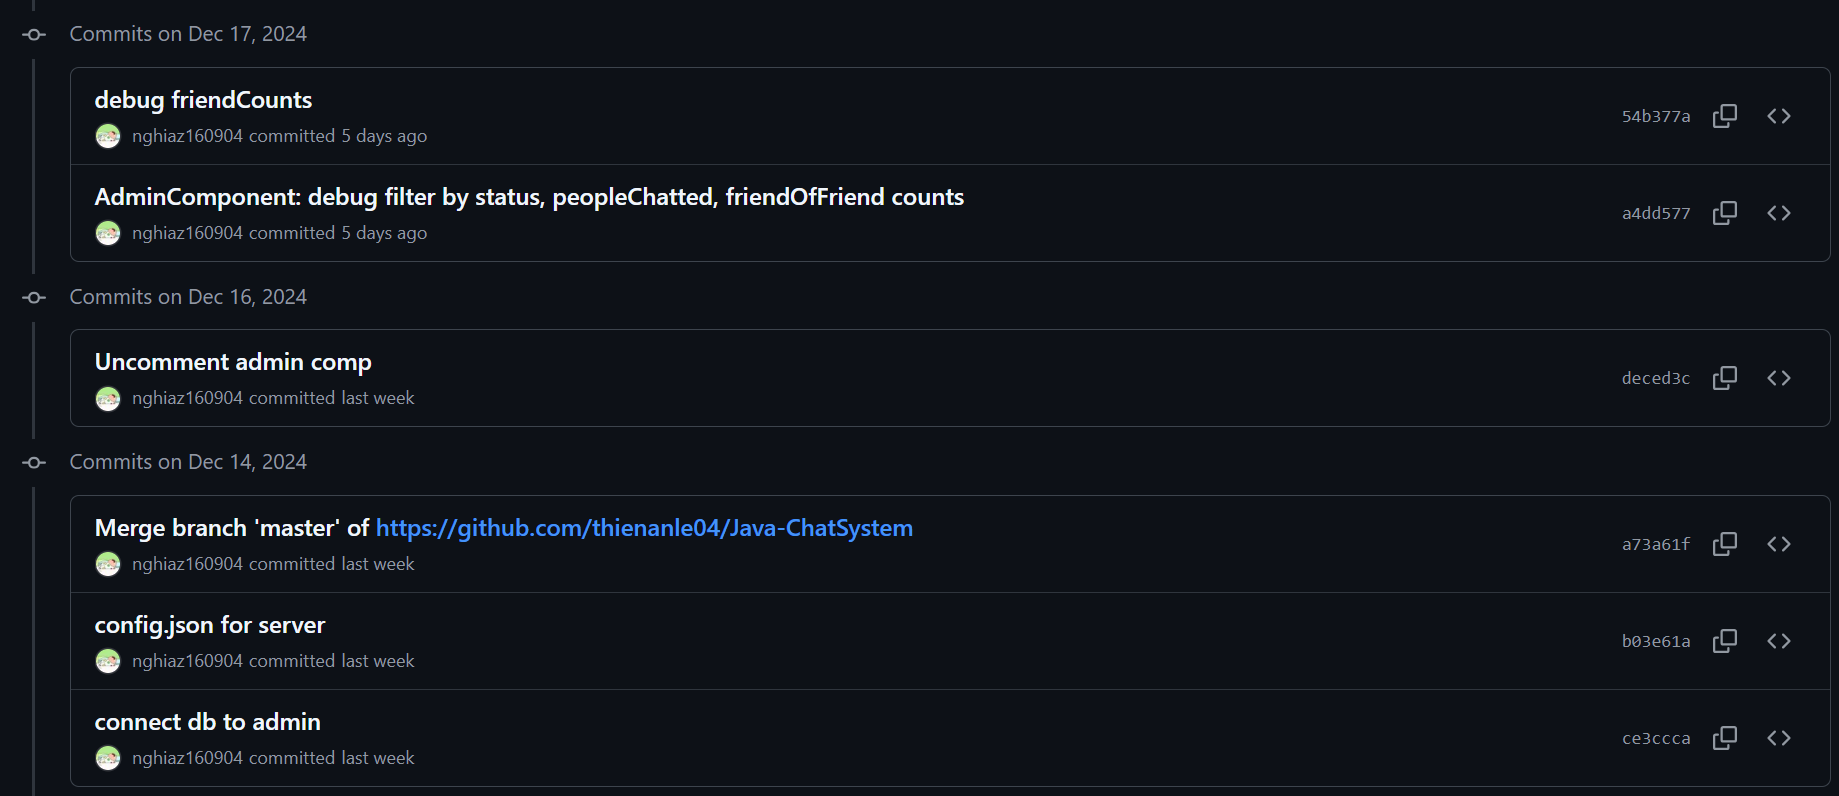 Commits on Dec 17, 2024
debug friendCounts
nghiaz160904 committed 5 days ago
54b377a
AdminComponent: debug filter by status, peopleChatted, friendOfFriend counts
nghiaz160904 committed 5 days ago
a4dd577
Commits on Dec 16, 2024
Uncomment admin comp
nghiaz160904 committed last week
deced3c
Commits on Dec 14, 2024
Merge branch 'master' of https://github.com/thienanle04/Java-ChatSystem
nghiaz160904 committed last week
a73a61f
config.json for server
nghiaz160904 committed last week
b03e61a
connect db to admin
nghiaz160904 committed last week
ce3ccca